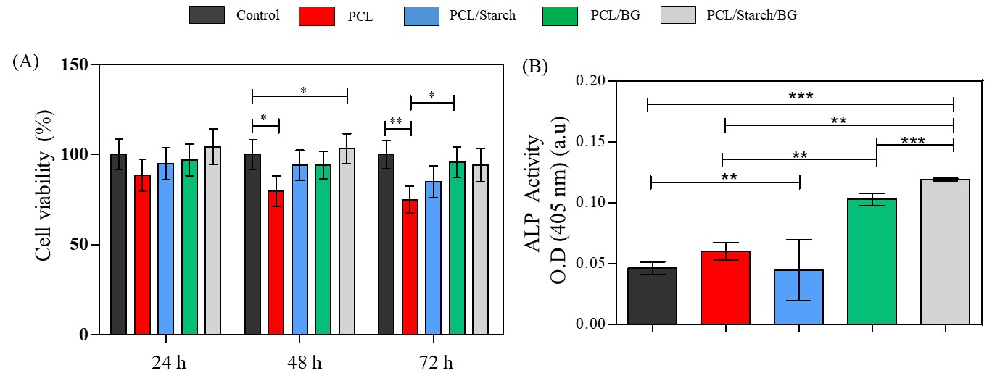 Control PCL PCL/Starch PCL/BG PCL/Starch/BG
(A)
Cell viability (%)
150
100
50
0
*
*
**
*
24 h 48 h 72 h
(B)
ALP Activity
O.D (405 nm) (a.u)
0.20
0.15
0.10
0.05
0.00
***
**
***
**
**